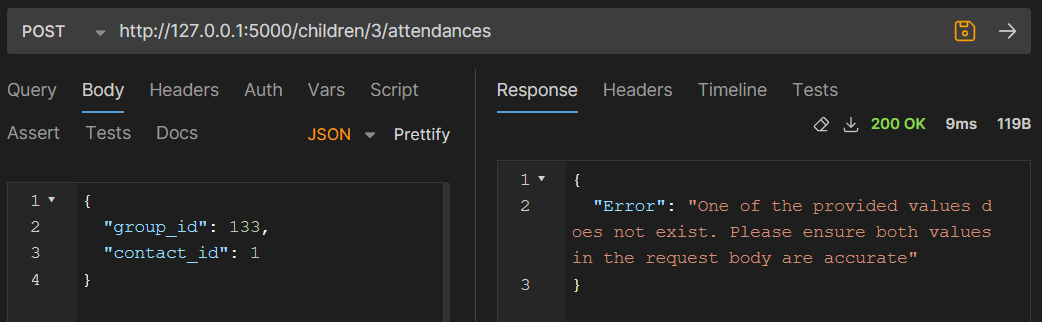 POST http://127.0.0.1:5000/children/3/attendances
Query Body Headers Auth Vars Script
Assert Tests Docs JSON Prettify
1 {
2 "group_id": 133,
3 "contact_id": 1
4 }
Response Headers Timeline Tests
200 OK 9ms 119B
1 {
2 "Error": "One of the provided values d
oes not exist. Please ensure both values
in the request body are accurate"
3 }